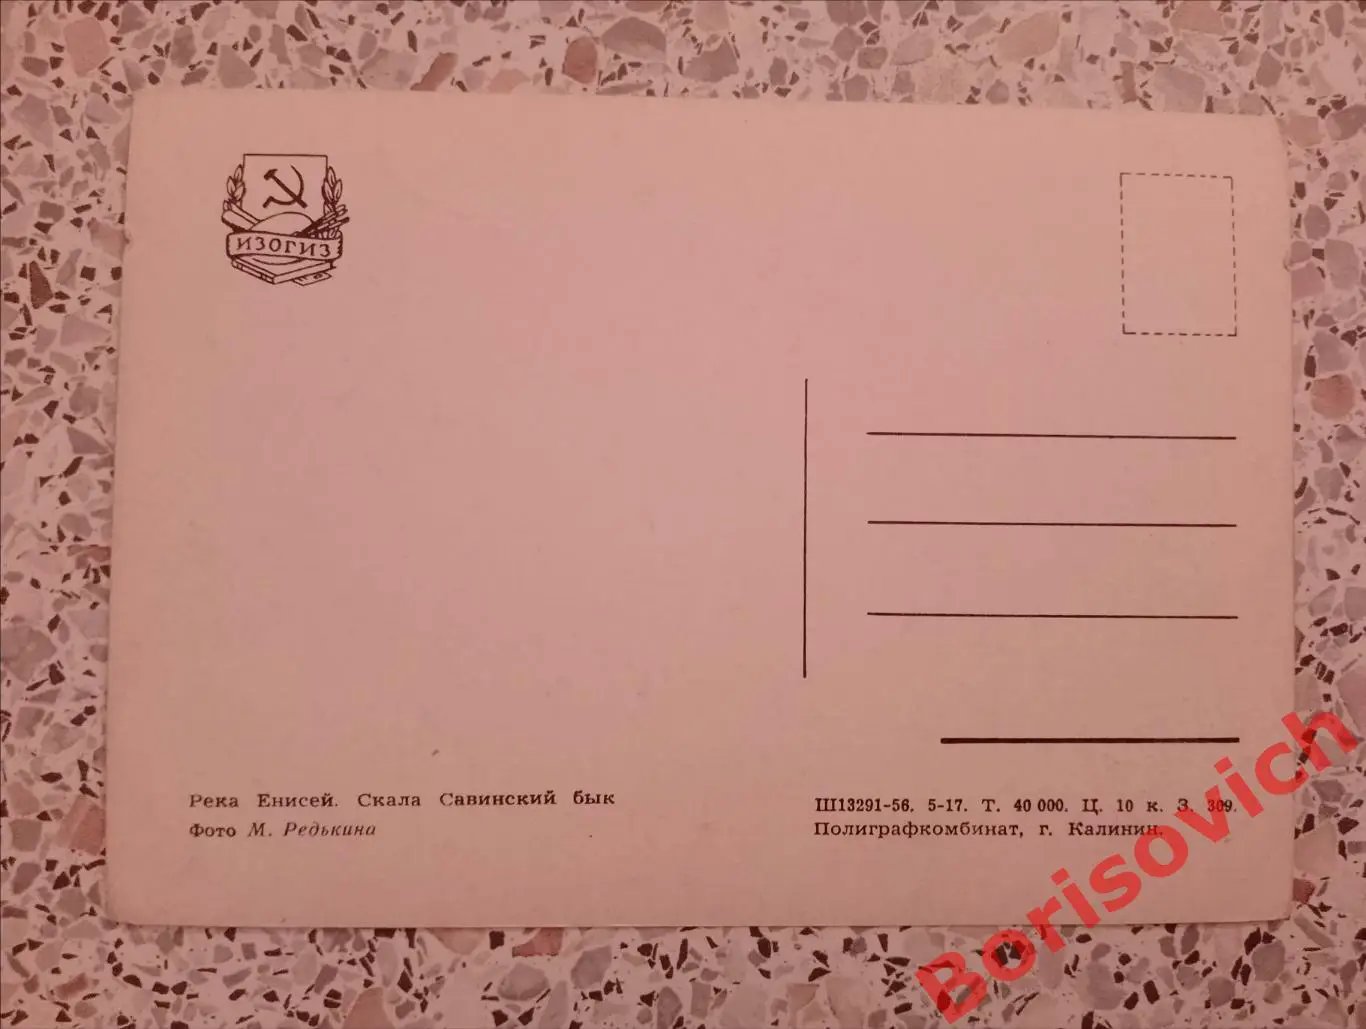 ИЗОГИЗ
Река Енисей. Скала Савинский бык
Фото М. Редькина
Ш13291-56. 5-17. Т. 40 000. Ц. 10 к. З. 309.
Полиграфкомбинат, г. Калинин.
Borisovich